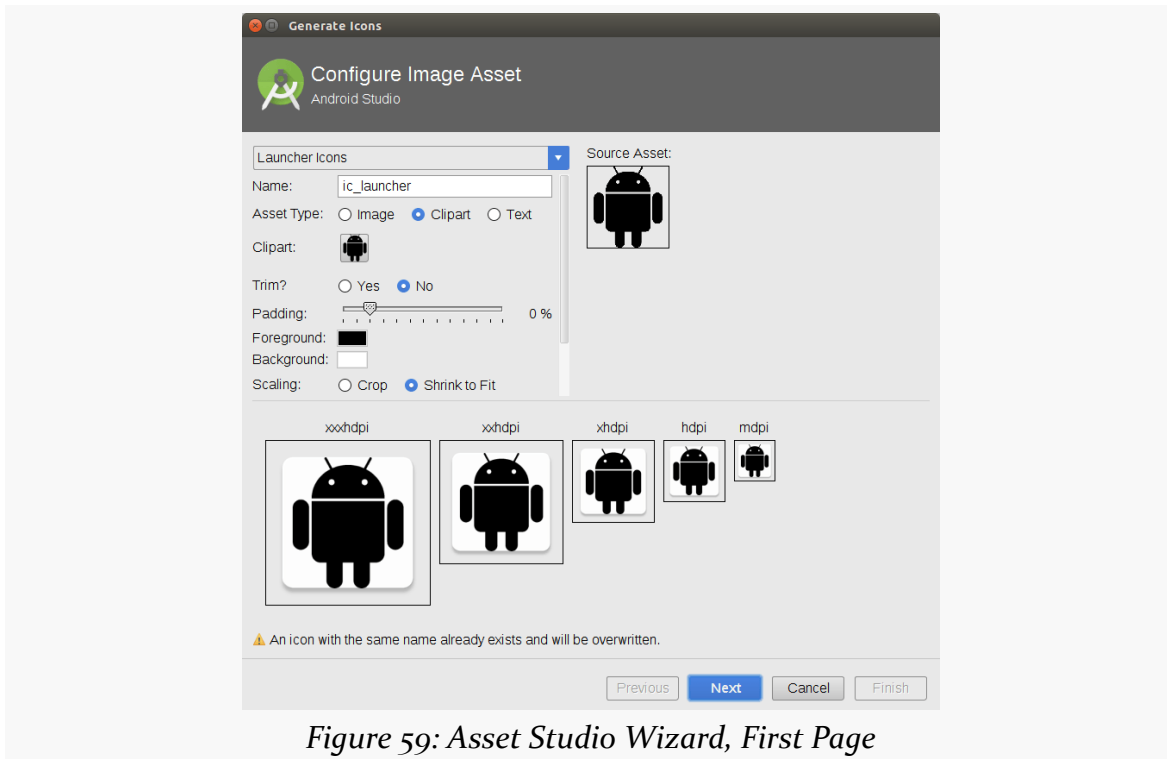 Generate Icons
Configure Image Asset
Android Studio
Launcher Icons
Source Asset:
Name: ic_launcher
Asset Type: Image Clipart Text
Clipart:
Trim? Yes No
Padding: 0 %
Foreground:
Background:
Scaling: Crop Shrink to Fit
xxxhdpi xxhdpi xhdpi hdpi mdpi
An icon with the same name already exists and will be overwritten.
Previous Next Cancel Finish
Figure 59: Asset Studio Wizard, First Page